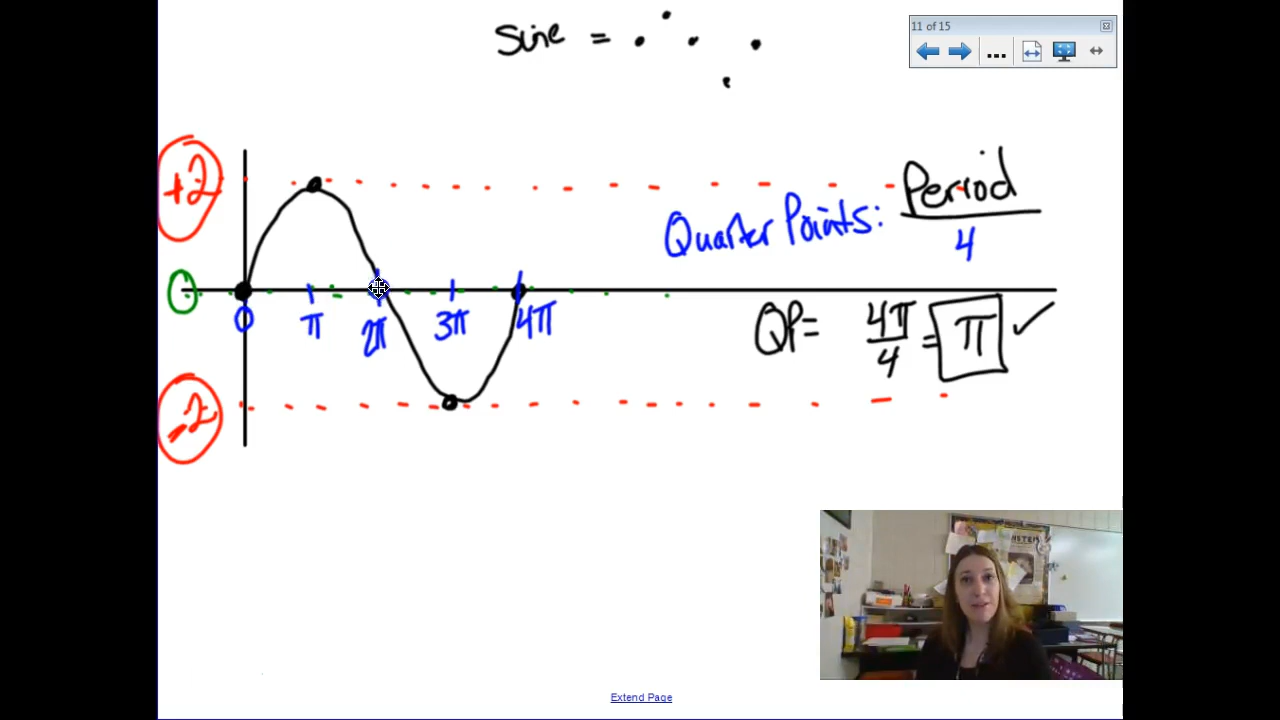 Sine =
11 of 15
+2
Period
Quarter Points:
4
0
0 π 2π 3π 4π
QP = 4π/4 = π ✓
-2
Extend Page